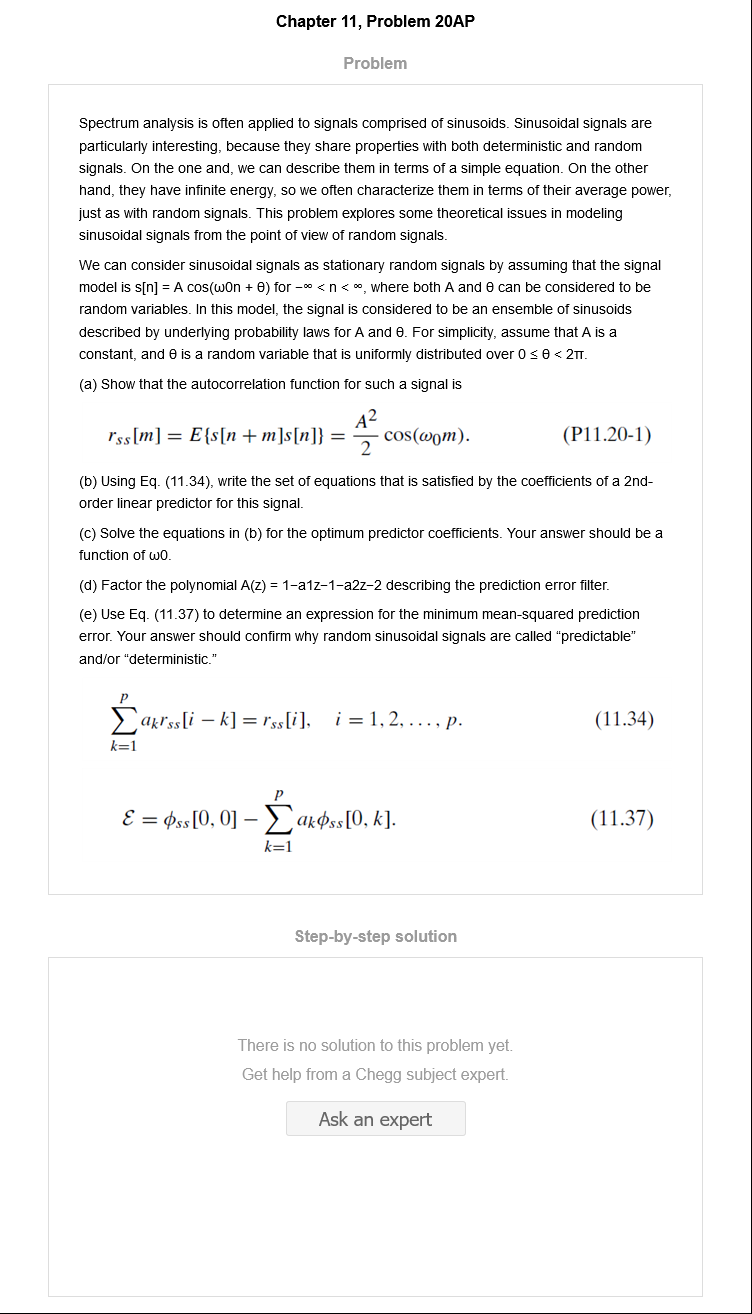 Chapter 11, Problem 20AP
Problem
Spectrum analysis is often applied to signals comprised of sinusoids. Sinusoidal signals are
particularly interesting, because they share properties with both deterministic and random
signals. On the one and, we can describe them in terms of a simple equation. On the other
hand, they have infinite energy, so we often characterize them in terms of their average power,
just as with random signals. This problem explores some theoretical issues in modeling
sinusoidal signals from the point of view of random signals.
We can consider sinusoidal signals as stationary random signals by assuming that the signal
model is s[n] = A cos(ω0n + θ) for −∞ < n < ∞, where both A and θ can be considered to be
random variables. In this model, the signal is considered to be an ensemble of sinusoids
described by underlying probability laws for A and θ. For simplicity, assume that A is a
constant, and θ is a random variable that is uniformly distributed over 0 ≤ θ < 2π.
(a) Show that the autocorrelation function for such a signal is
r_{ss}[m] = E{s[n + m]s[n]} = \frac{A^2}{2} cos(ω_0m). (P11.20-1)
(b) Using Eq. (11.34), write the set of equations that is satisfied by the coefficients of a 2nd-
order linear predictor for this signal.
(c) Solve the equations in (b) for the optimum predictor coefficients. Your answer should be a
function of ω0.
(d) Factor the polynomial A(z) = 1−a1z−1−a2z−2 describing the prediction error filter.
(e) Use Eq. (11.37) to determine an expression for the minimum mean-squared prediction
error. Your answer should confirm why random sinusoidal signals are called “predictable”
and/or “deterministic.”
\sum_{k=1}^{p} a_k r_{ss}[i − k] = r_{ss}[i], i = 1, 2, . . . , p. (11.34)
ℰ = ϕ_{ss}[0, 0] − \sum_{k=1}^{p} a_k ϕ_{ss}[0, k]. (11.37)
Step-by-step solution
There is no solution to this problem yet.
Get help from a Chegg subject expert.
Ask an expert